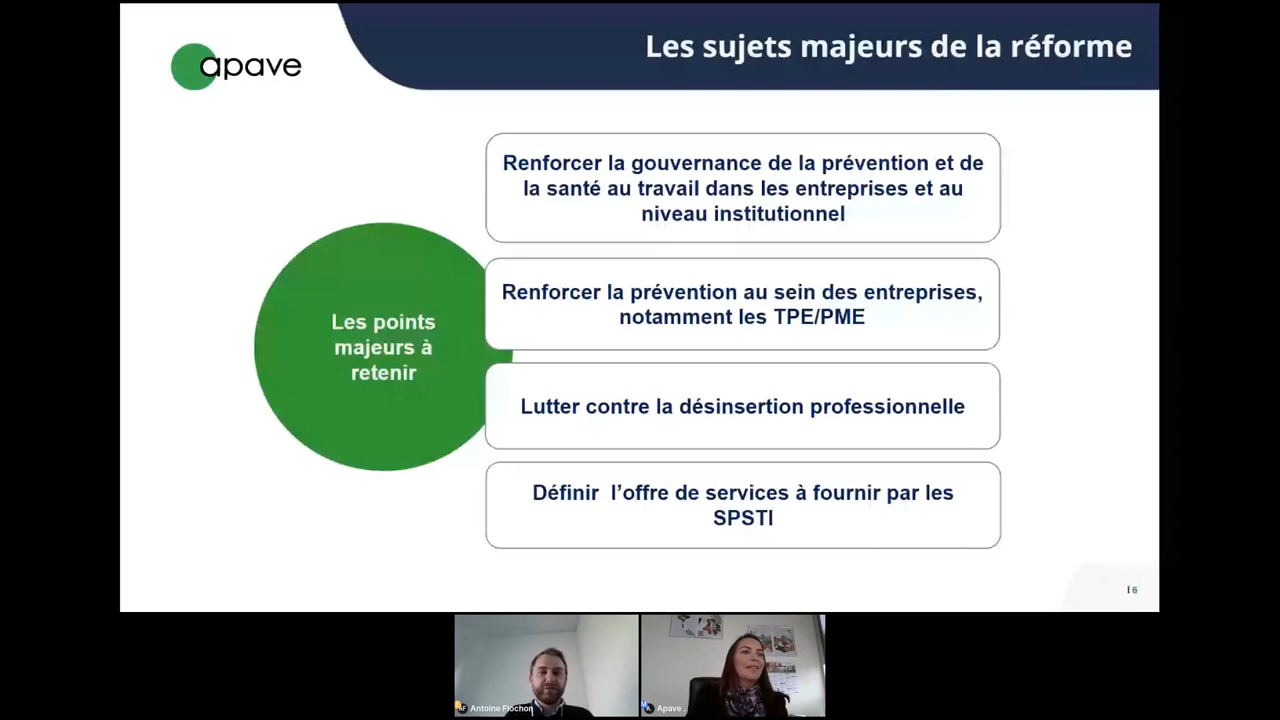 apave
Les sujets majeurs de la réforme
Les points
majeurs à
retenir
Renforcer la gouvernance de la prévention et de
la santé au travail dans les entreprises et au
niveau institutionnel
Renforcer la prévention au sein des entreprises,
notamment les TPE/PME
Lutter contre la désinsertion professionnelle
Définir l’offre de services à fournir par les
SPSTI
I 6
AF Antoine Flochon
A. Apave .